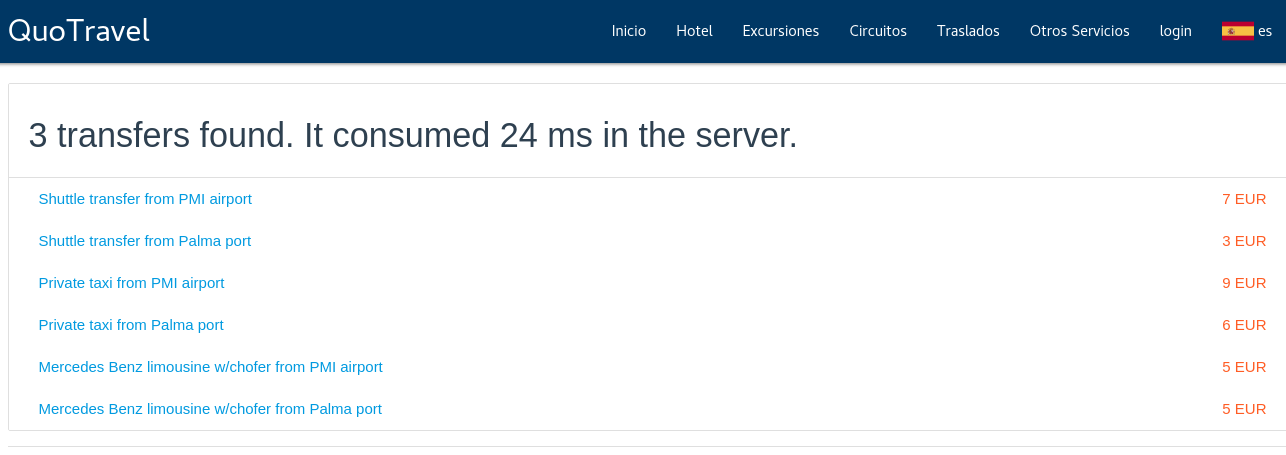 QuoTravel Inicio Hotel Excursiones Circuitos Traslados Otros Servicios login es
3 transfers found. It consumed 24 ms in the server.
Shuttle transfer from PMI airport 7 EUR
Shuttle transfer from Palma port 3 EUR
Private taxi from PMI airport 9 EUR
Private taxi from Palma port 6 EUR
Mercedes Benz limousine w/chofer from PMI airport 5 EUR
Mercedes Benz limousine w/chofer from Palma port 5 EUR